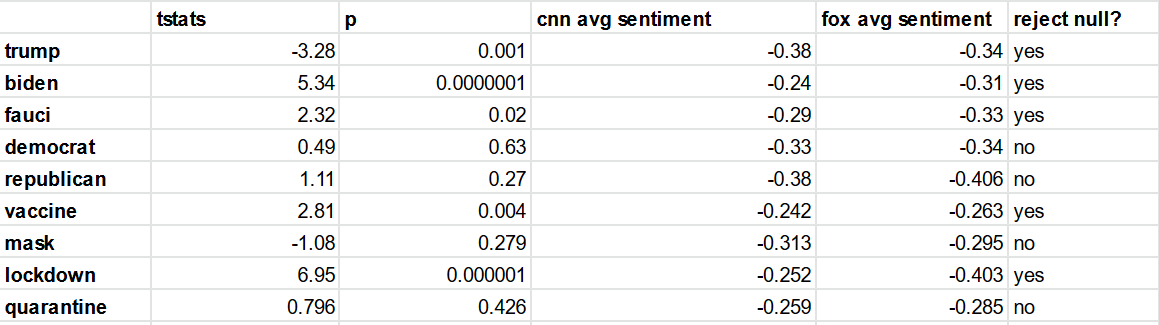 tstats p cnn avg sentiment fox avg sentiment reject null?
trump -3.28 0.001 -0.38 -0.34 yes
biden 5.34 0.0000001 -0.24 -0.31 yes
fauci 2.32 0.02 -0.29 -0.33 yes
democrat 0.49 0.63 -0.33 -0.34 no
republican 1.11 0.27 -0.38 -0.406 no
vaccine 2.81 0.004 -0.242 -0.263 yes
mask -1.08 0.279 -0.313 -0.295 no
lockdown 6.95 0.000001 -0.252 -0.403 yes
quarantine 0.796 0.426 -0.259 -0.285 no